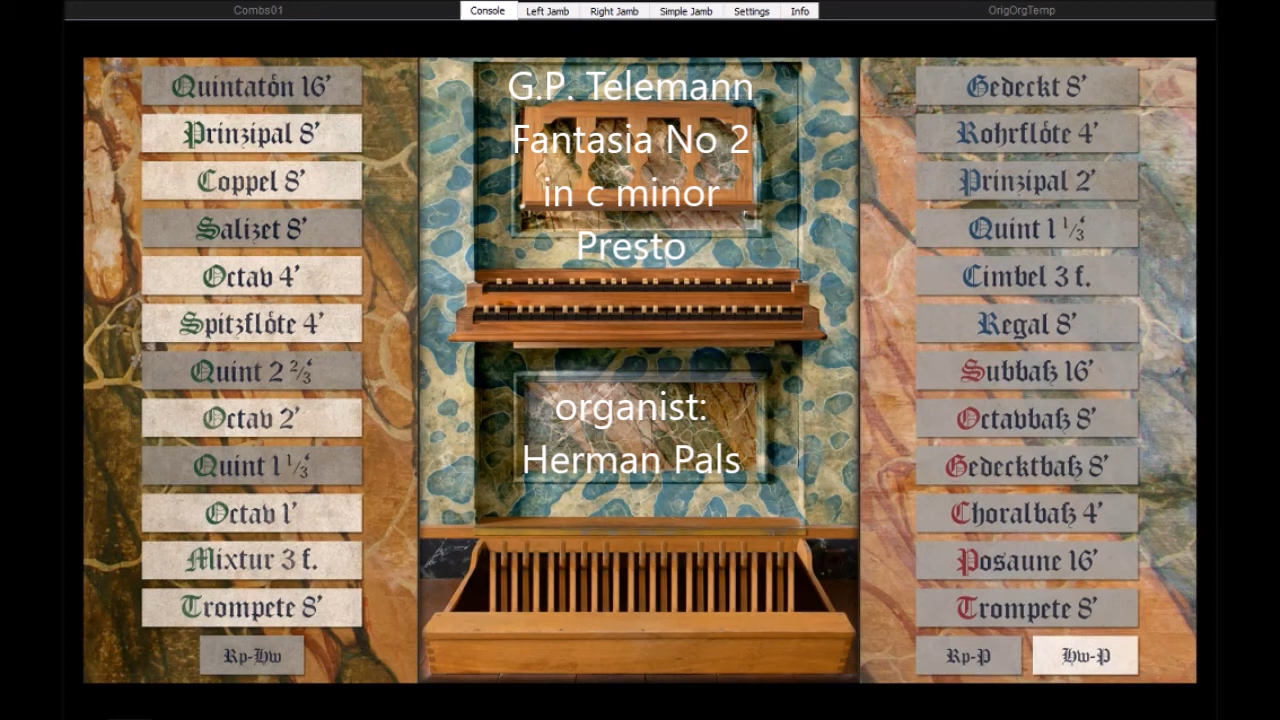 Combs01
Console
Left Jamb
Right Jamb
Simple Jamb
Settings
Info
OrigOrgTemp
Quintatön 16'
Prinzipal 8'
Coppel 8'
Salizet 8'
Octav 4'
Spitzflöte 4'
Quint 2 ⅔'
Octav 2'
Quint 1 ⅓'
Octav 1'
Mixtur 3 f.
Trompete 8'
Rp-Hw
G.P. Telemann
Fantasia No 2
in c minor
Presto
organist:
Herman Pals
Gedeckt 8'
Rohrflöte 4'
Prinzipal 2'
Quint 1 ⅓'
Cimbel 3 f.
Regal 8'
Subbaß 16'
Octavbaß 8'
Gedecktbaß 8'
Choralbaß 4'
Posaune 16'
Trompete 8'
Rp-P
Hw-P